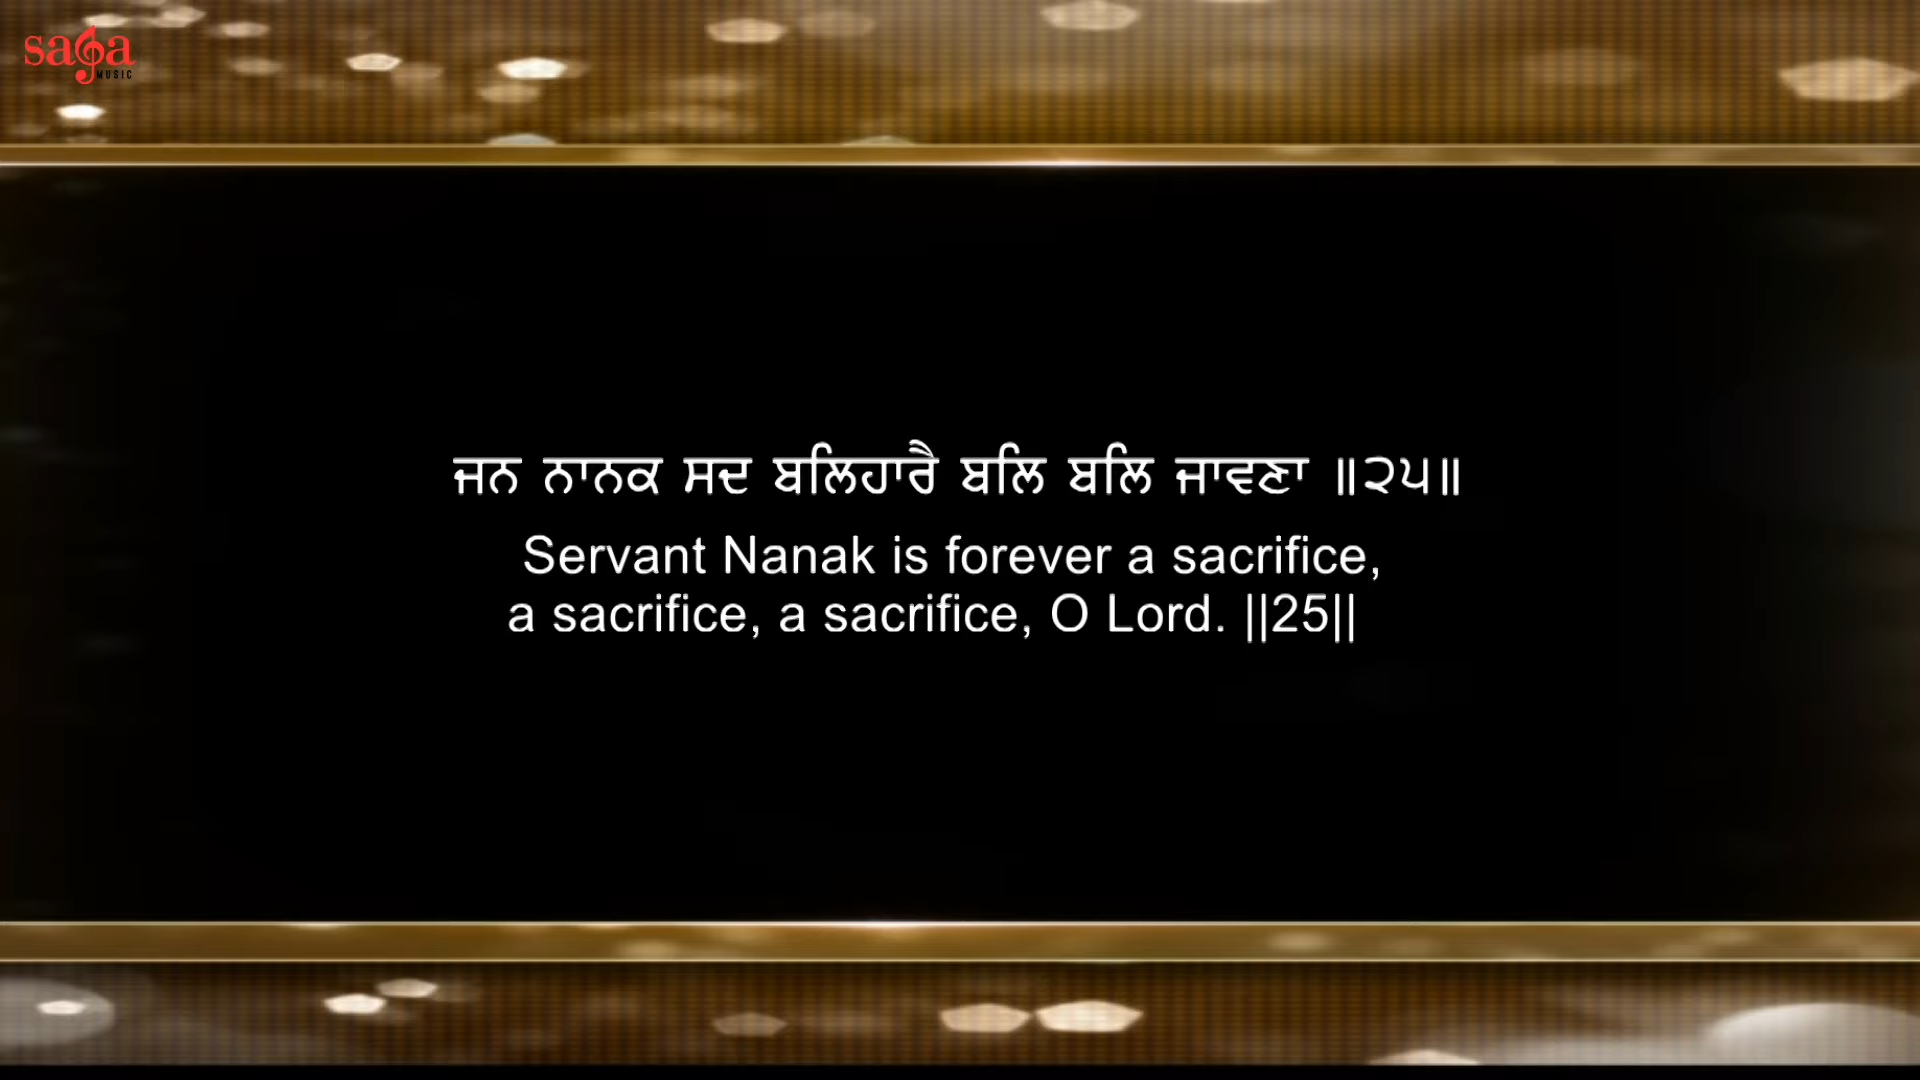 saga
MUSIC
ਜਨ ਨਾਨਕ ਸਦ ਬਲਿਹਾਰੈ ਬਲਿ ਬਲਿ ਜਾਵਣਾ ॥੨੫॥
Servant Nanak is forever a sacrifice,
a sacrifice, a sacrifice, O Lord. ||25||